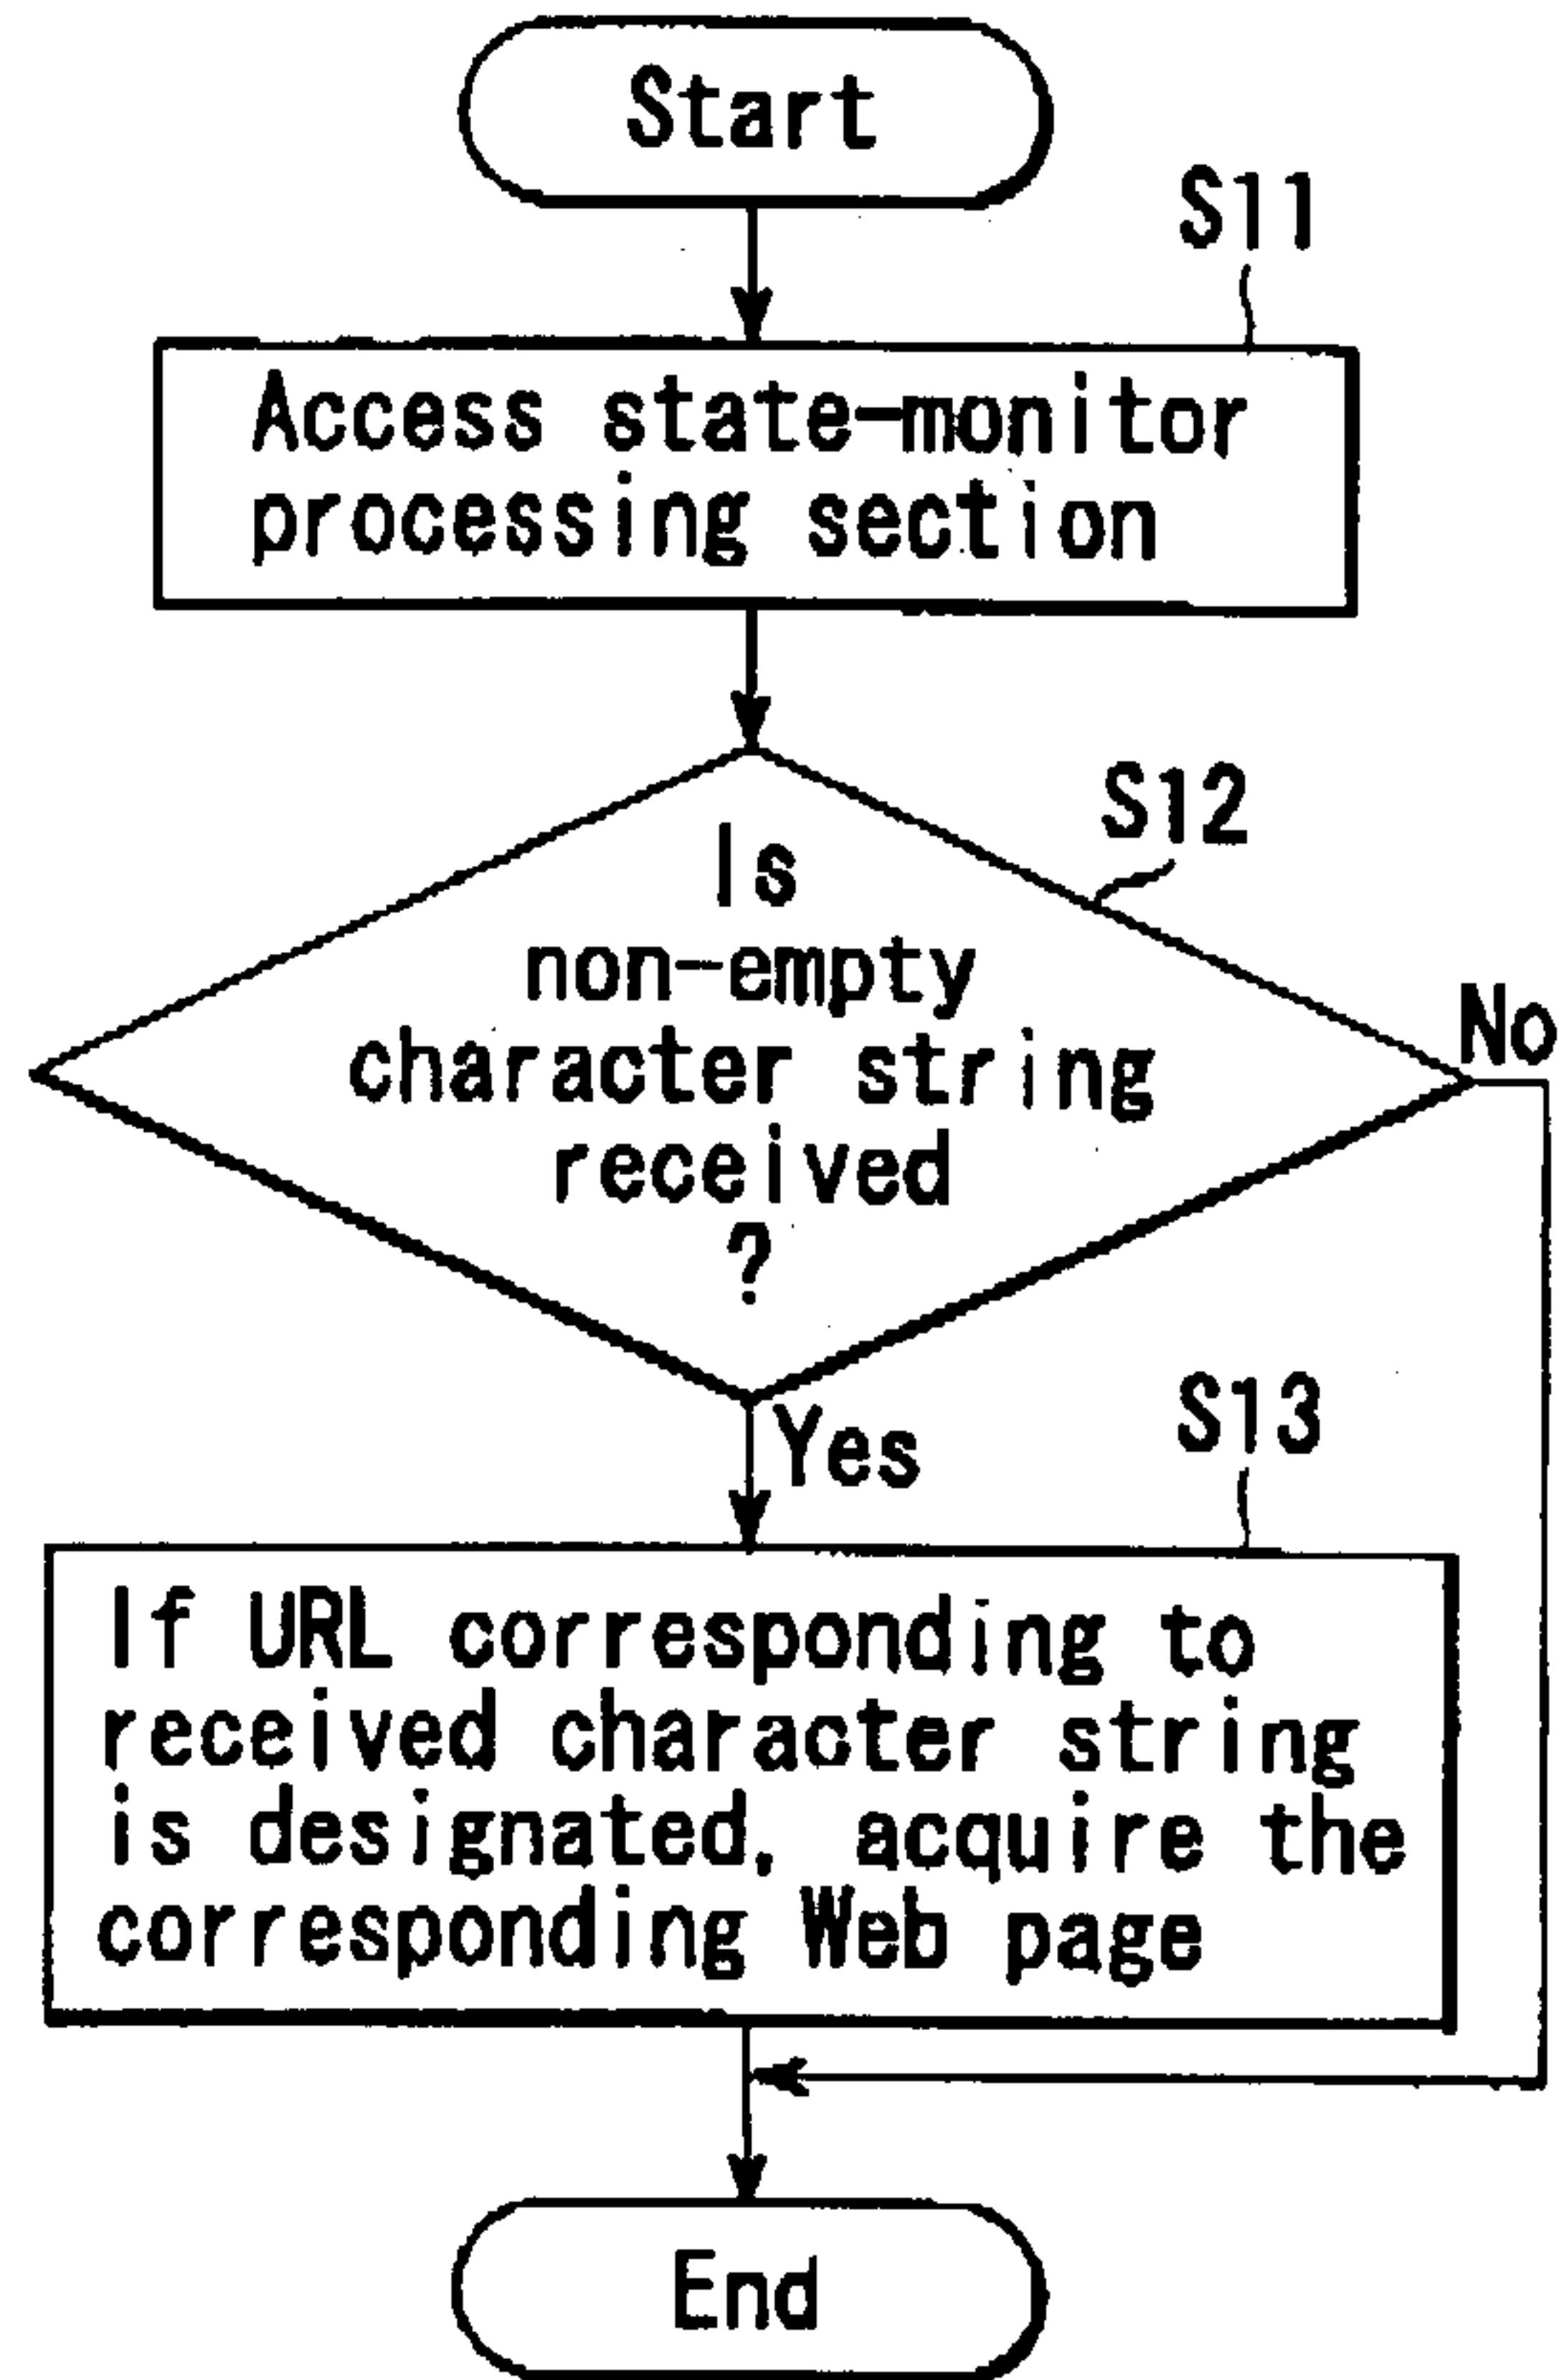 Start
S11
Access state-monitor
processing section
S12
Is
non-empty
character string
received
?
No
Yes
S13
If URL corresponding to
received character string
is designated, acquire the
corresponding Web page
End